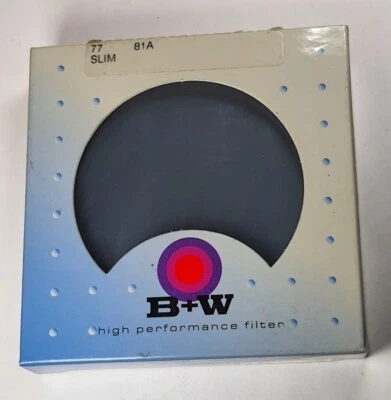 77 81A
SLIM
B+W
high performance filter